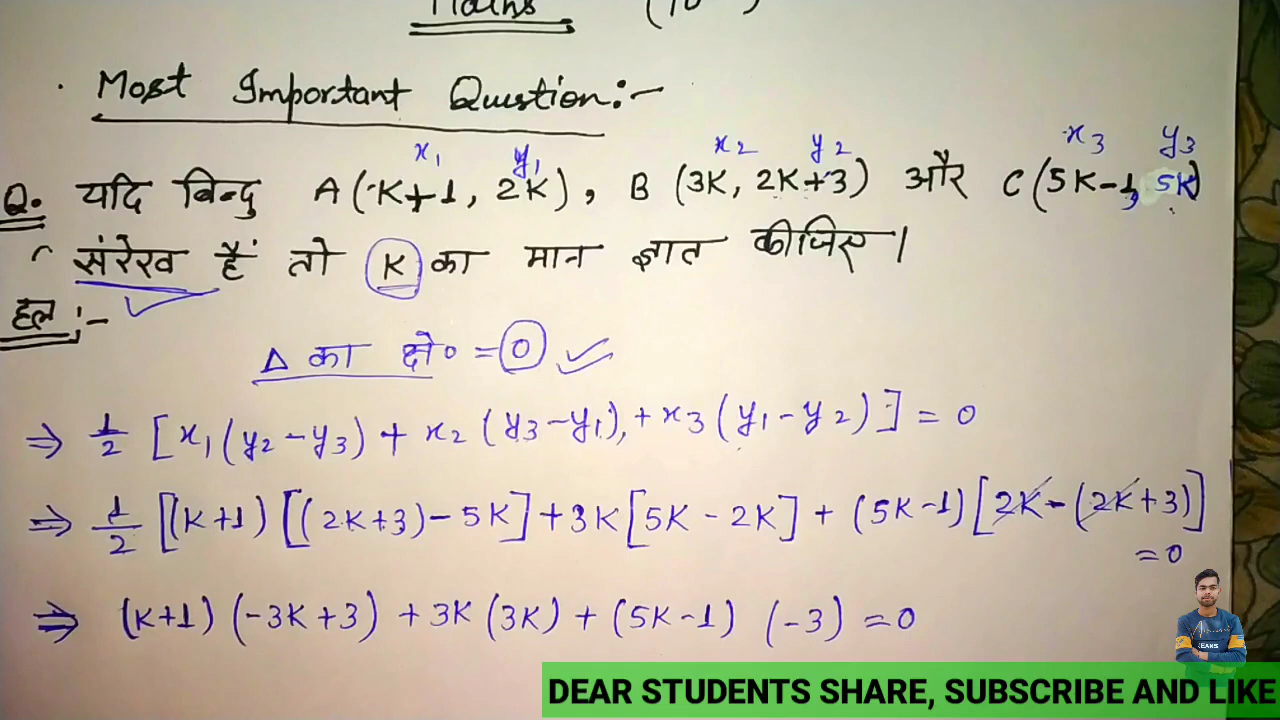 Maths (10
· Most Important Question:-
x₁ y₁ x₂ y₂ x₃ y₃
Q. यदि बिन्दु A(K+1, 2K), B (3K, 2K+3) और C(5K-1, 5K)
संरेख हैं तो K का मान ज्ञात कीजिए।
हल :-
Δ का क्षे० = 0
⇒ 1/2 [x₁(y₂-y₃) + x₂(y₃-y₁) + x₃(y₁-y₂)] = 0
⇒ 1/2 [(K+1)[(2K+3)-5K] + 3K[5K-2K] + (5K-1)[2K-(2K+3)]
=0
⇒ (K+1)(-3K+3) + 3K(3K) + (5K-1) (-3) = 0
DEAR STUDENTS SHARE, SUBSCRIBE AND LIKE